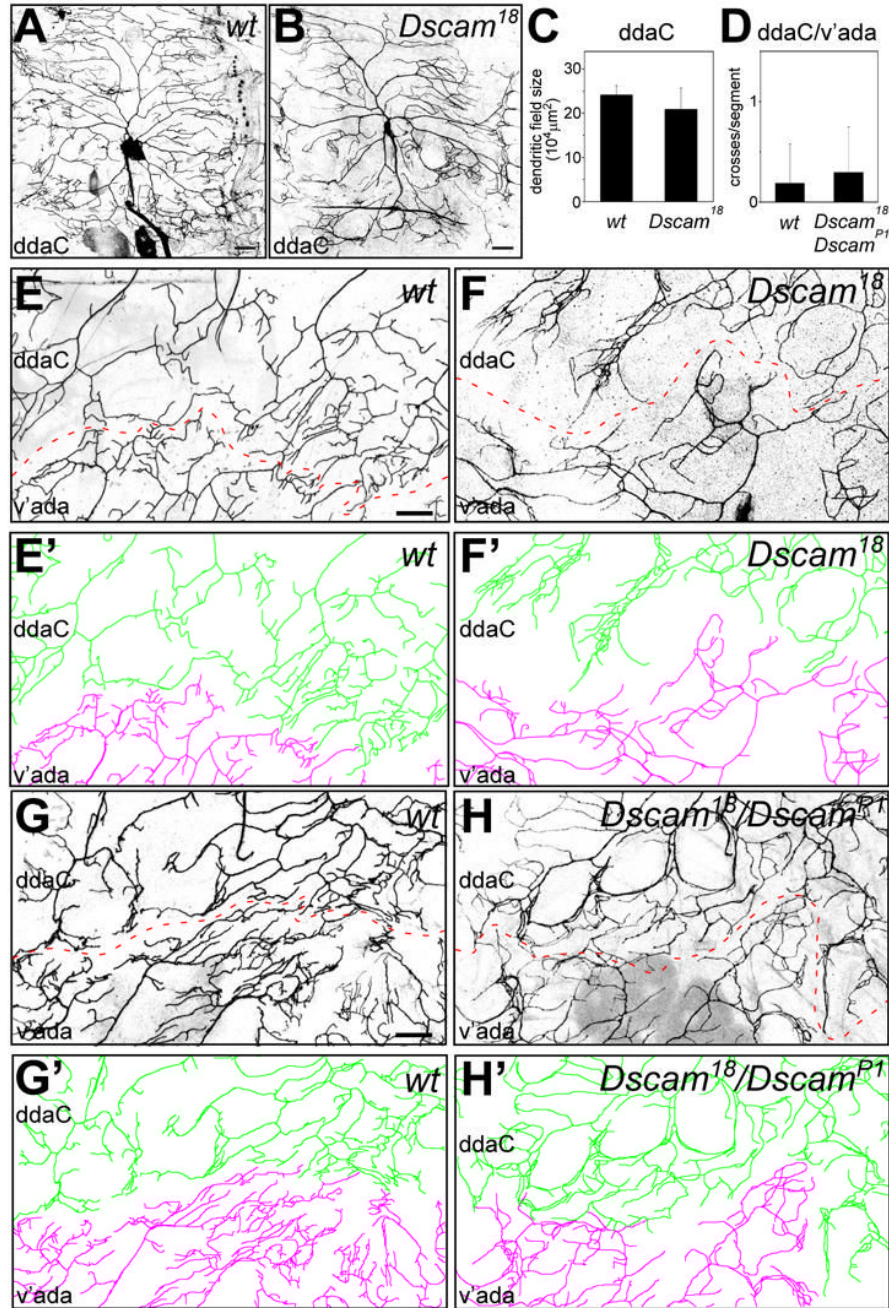 A wt
ddaC
B Dscam18
ddaC
C ddaC
dendritic field size
(10⁴μm²)
30
20
10
0
wt Dscam18
D ddaC/v'ada
crosses/segment
1
0
wt Dscam18
DscamP1
E wt
ddaC
v'ada
F Dscam18
ddaC
v'ada
E' wt
ddaC
v'ada
F' Dscam18
ddaC
v'ada
G wt
ddaC
v'ada
H Dscam18/DscamP1
ddaC
v'ada
G' wt
ddaC
v'ada
H' Dscam18/DscamP1
ddaC
v'ada